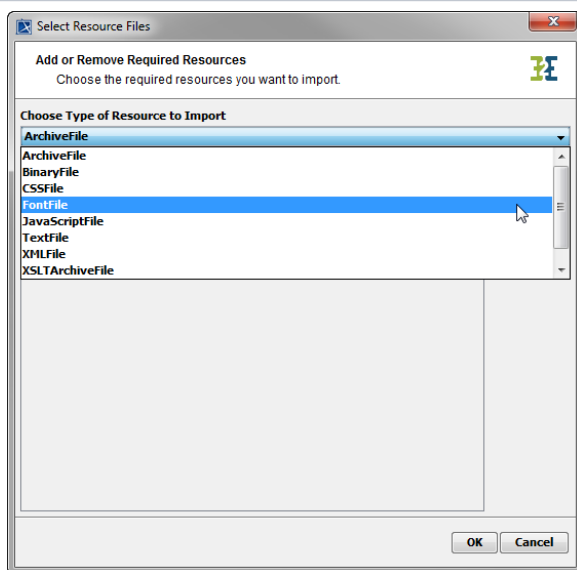 Select Resource Files
Add or Remove Required Resources
Choose the required resources you want to import.
Choose Type of Resource to Import
ArchiveFile
ArchiveFile
BinaryFile
CSSFile
FontFile
JavaScriptFile
TextFile
XMLFile
XSLTArchiveFile
OK Cancel